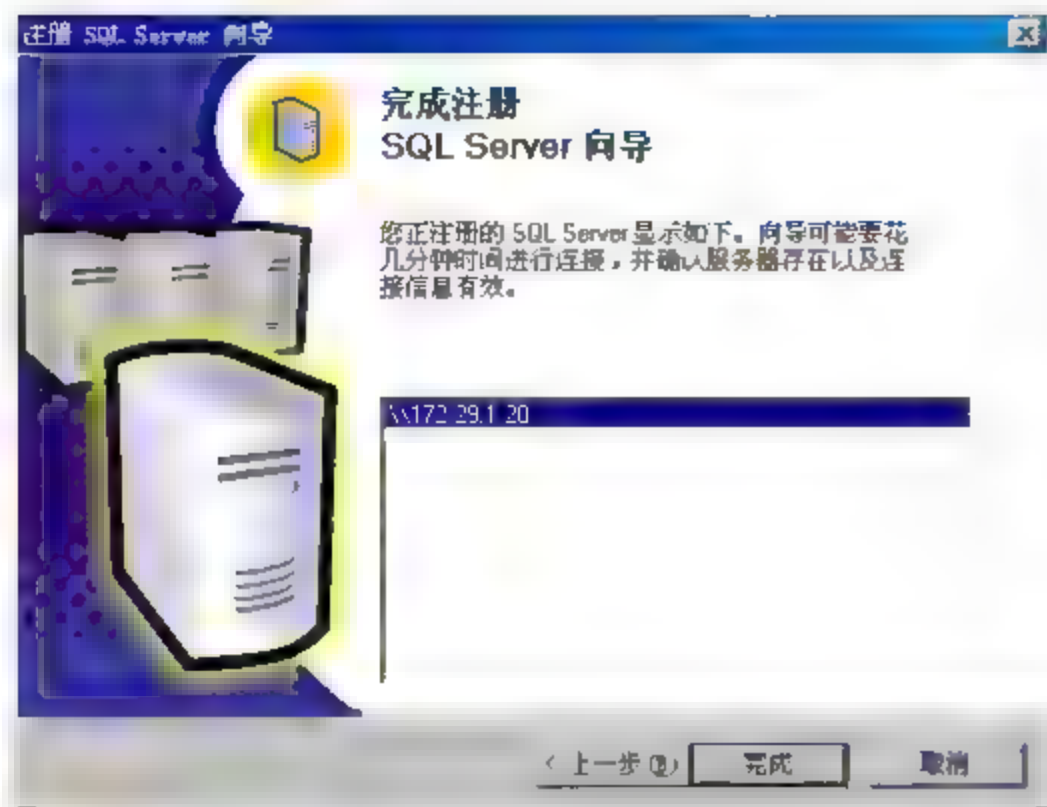 注册 SQL Server 向导
完成注册
SQL Server 向导
您正注册的 SQL Server 显示如下。向导可能要花
几分钟时间进行连接，并确认服务器存在以及连
接信息有效。
\\172.29.1.20
< 上一步(B)
完成
取消